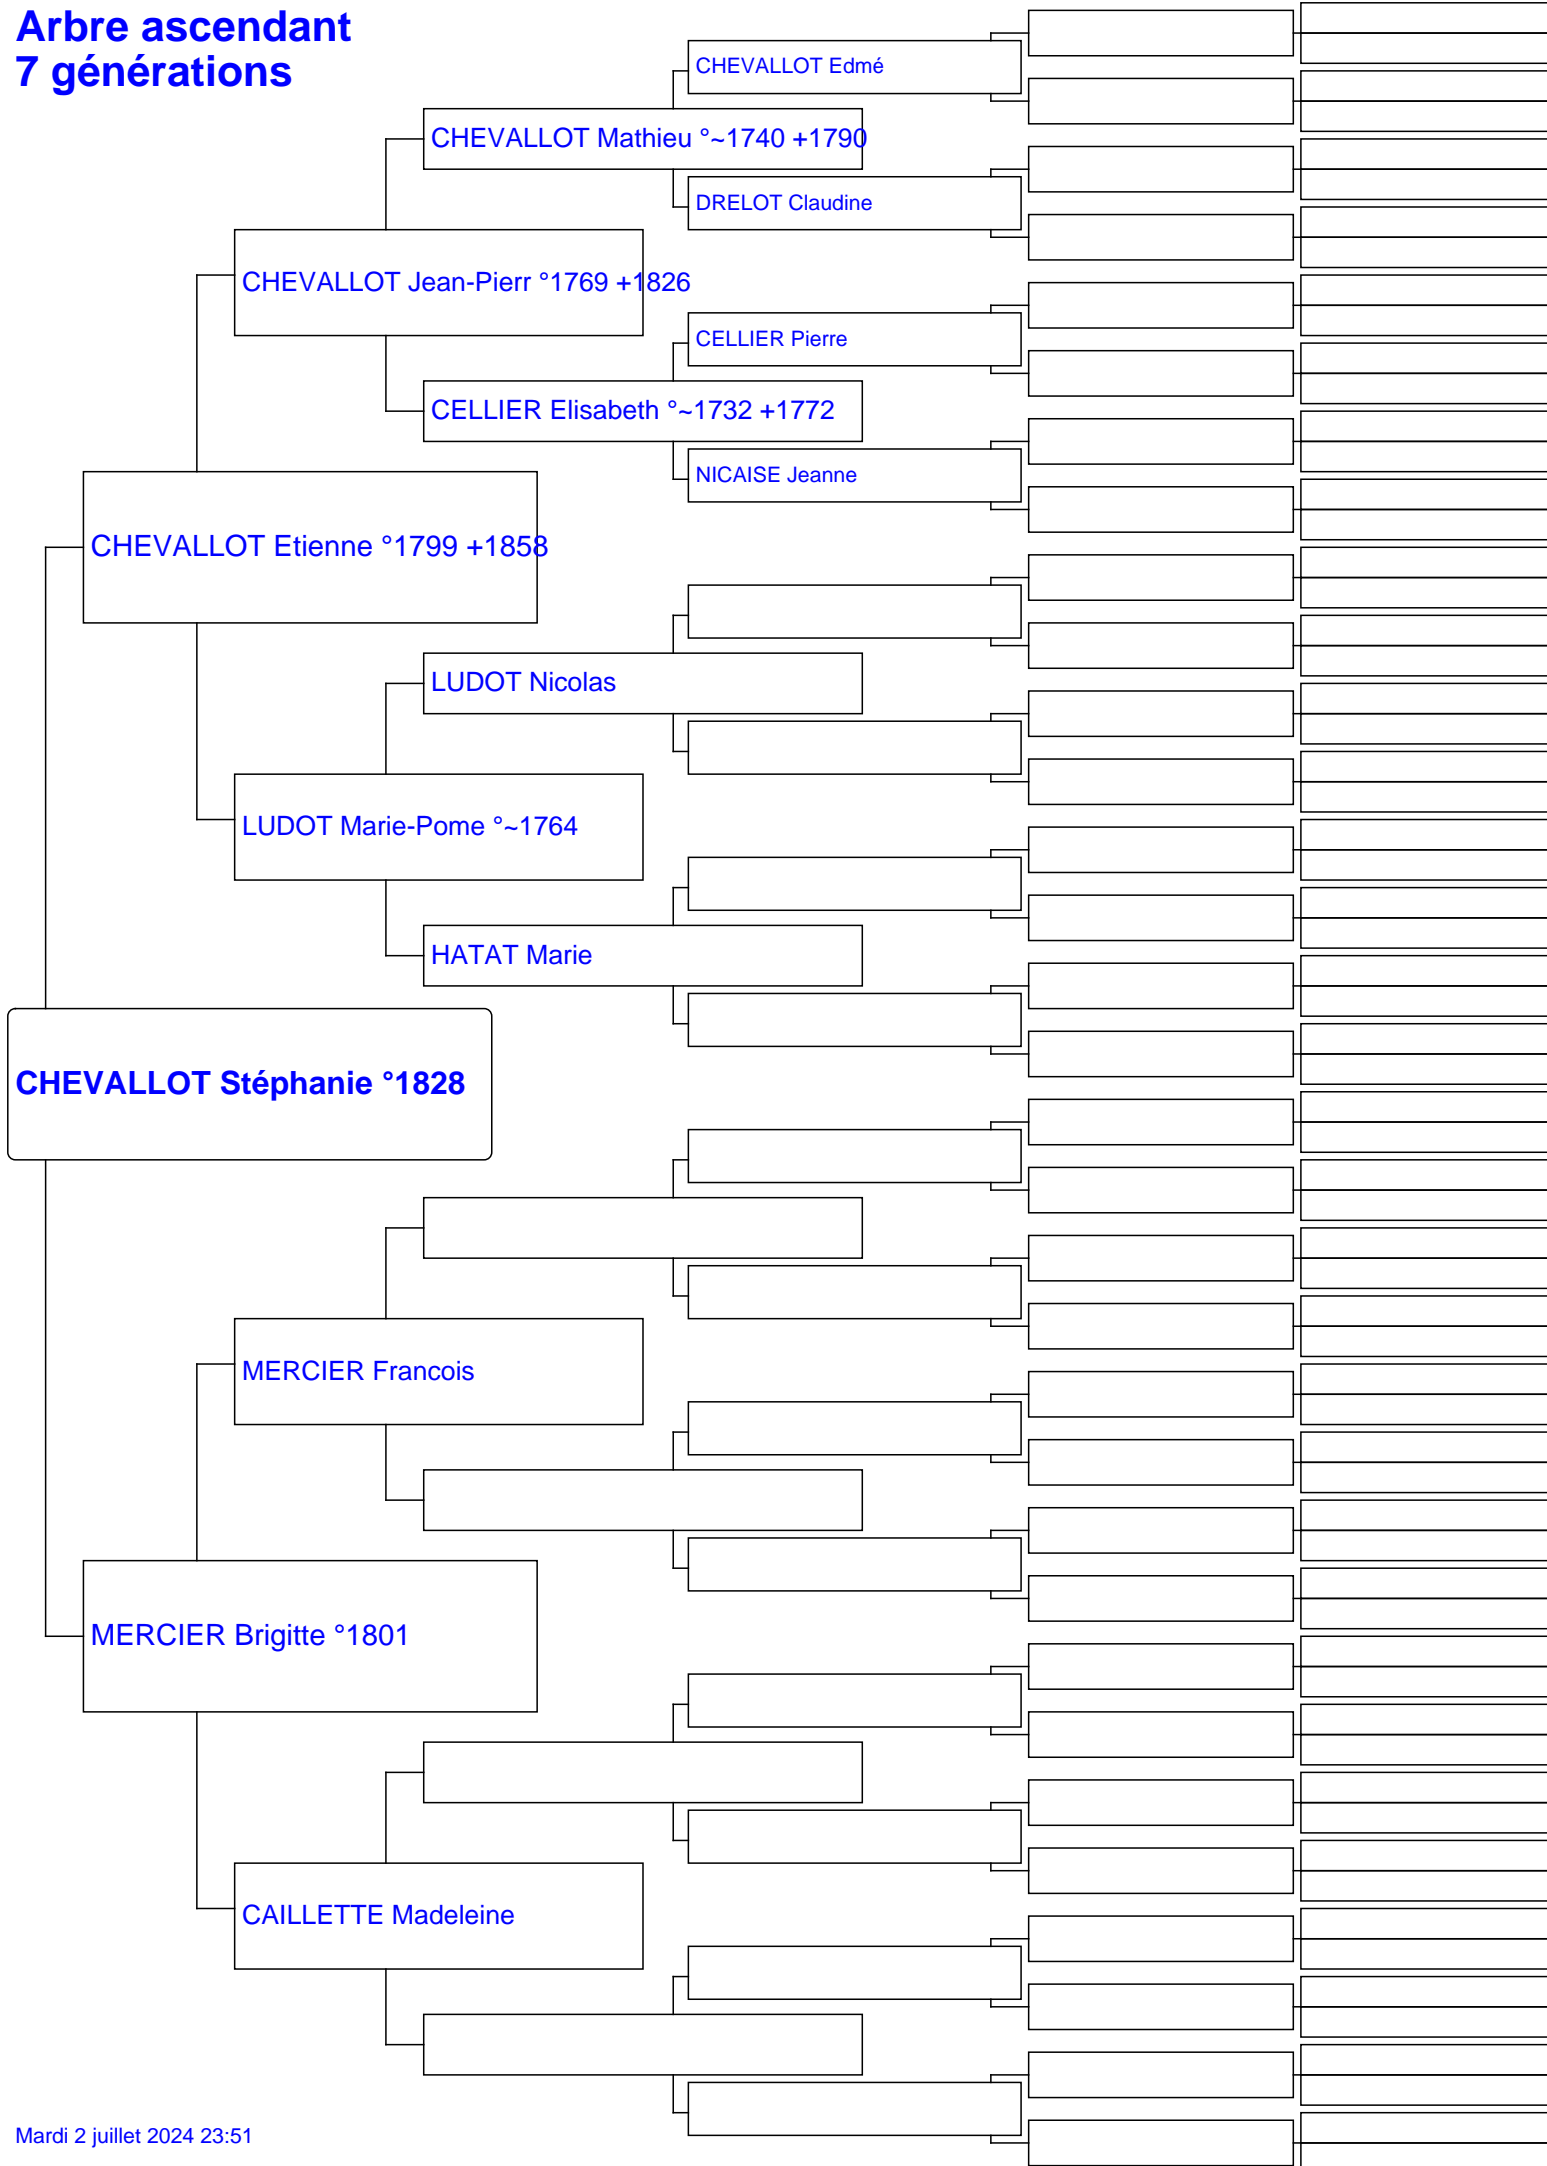 Arbre ascendant
7 générations
CHEVALLOT Edmé
CHEVALLOT Mathieu °~1740 +1790
DRELOT Claudine
CHEVALLOT Jean-Pierr °1769 +1826
CELLIER Pierre
CELLIER Elisabeth °~1732 +1772
NICAISE Jeanne
CHEVALLOT Etienne °1799 +1858
LUDOT Nicolas
LUDOT Marie-Pome °~1764
HATAT Marie
CHEVALLOT Stéphanie °1828
MERCIER Francois
MERCIER Brigitte °1801
CAILLETTE Madeleine
Mardi 2 juillet 2024 23:51